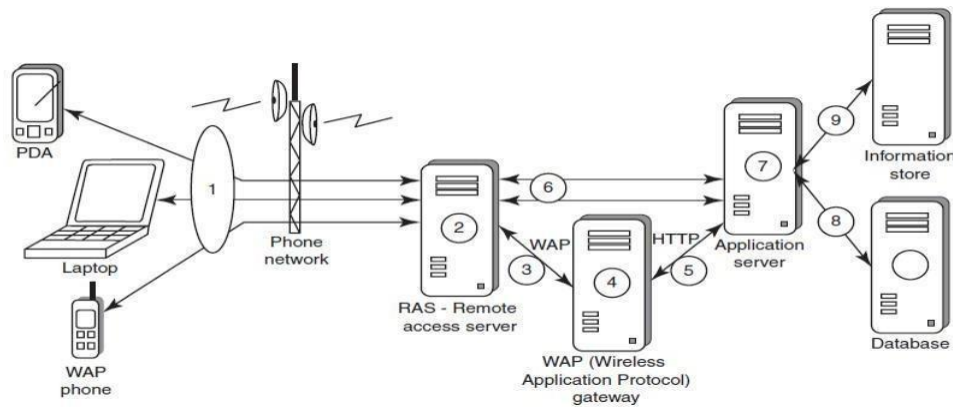 PDA
Laptop
WAP
phone
1
Phone
network
2
RAS - Remote
access server
WAP
3
4
WAP (Wireless
Application Protocol)
gateway
HTTP
5
6
7
Application
server
9
Information
store
8
Database